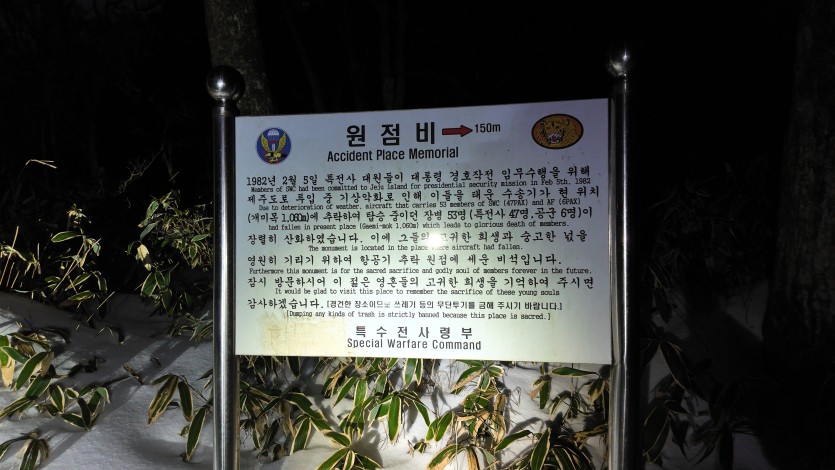 원점비 150m
Accident Place Memorial
1982년 2월 5일 특전사 대원들이 대통령 경호작전 임무수행을 위해
Members of SWC had been committed to Jeju island for presidential security mission in Feb 5th, 1982
제주도로 투입 중 기상악화로 인해 이들을 태운 수송기가 현 위치
Due to deterioration of weather, aircraft that carries 53 members of SWC (47PAX) and AF (6PAX)
(개미목 1,060m)에 추락하여 탑승 중이던 장병 53명 (특전사 47명, 공군 6명)이
had fallen in present place (Gaemi-mok 1,060m) which leads to glorious death of members.
장렬히 산화하였습니다. 이에 그들의 고귀한 희생과 숭고한 넋을
The monument is located in the place where aircraft had fallen.
영원히 기리기 위하여 항공기 추락 원점에 세운 비석입니다.
Furthermore this monument is for the sacred sacrifice and godly soul of members forever in the future.
잠시 방문하시어 이 젊은 영혼들의 고귀한 희생을 기억하여 주시면
It would be glad to visit this place to remember the sacrifice of these young souls
감사하겠습니다. [경건한 장소이므로 쓰레기 등의 무단투기를 금해 주시기 바랍니다.]
[Dumping any kinds of trash is strictly banned because this place is sacred.]
특수전사령부
Special Warfare Command